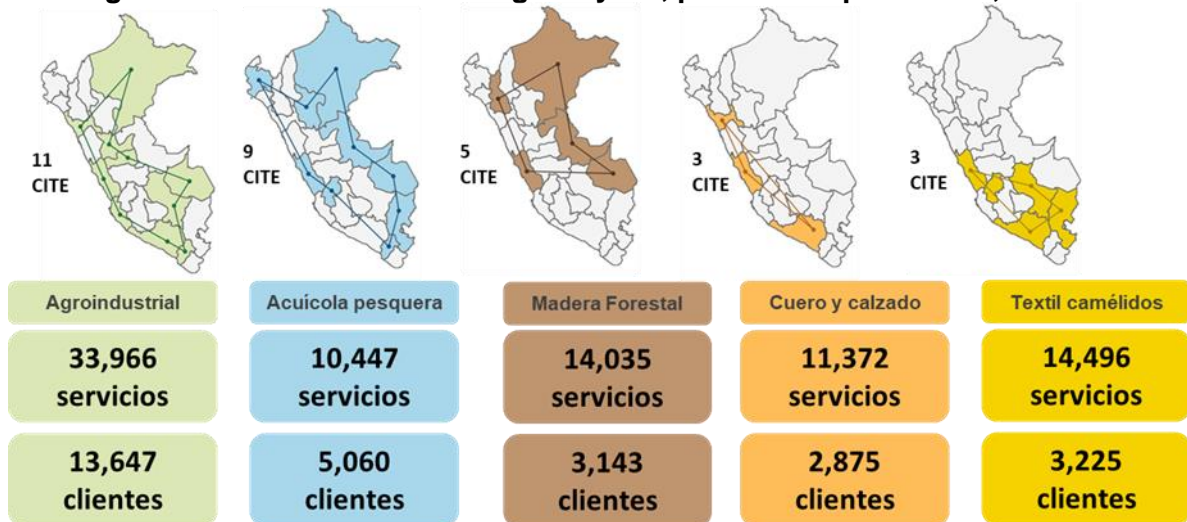 11
CITE
9
CITE
5
CITE
3
CITE
3
CITE
Agroindustrial
Acuícola pesquera
Madera Forestal
Cuero y calzado
Textil camélidos
33,966
servicios
10,447
servicios
14,035
servicios
11,372
servicios
14,496
servicios
13,647
clientes
5,060
clientes
3,143
clientes
2,875
clientes
3,225
clientes